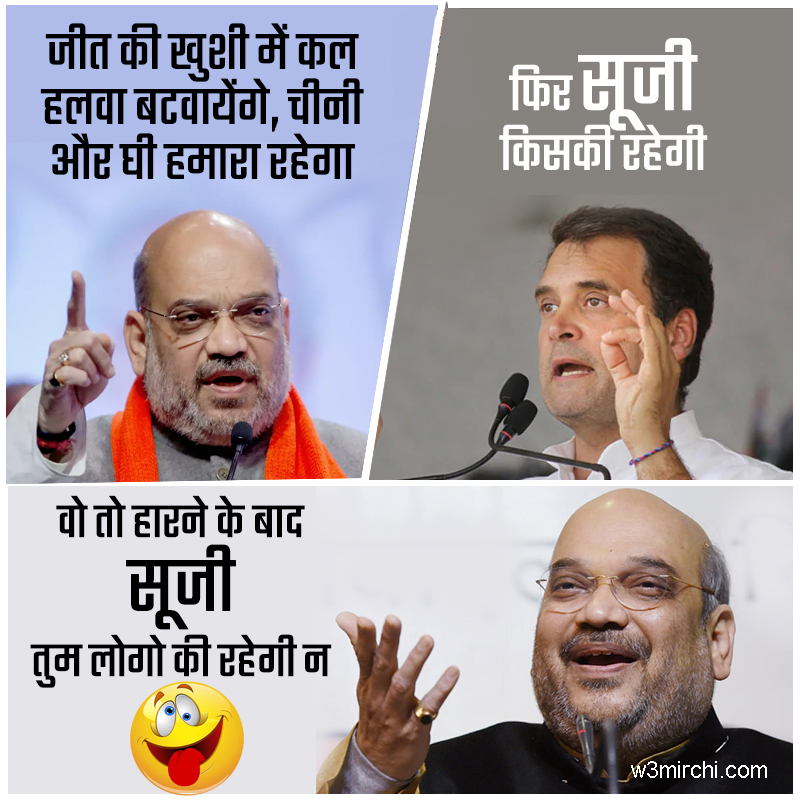 जीत की खुशी में कल
हलवा बटवायेंगे, चीनी
और घी हमारा रहेगा
फिर सूजी
किसकी रहेगी
वो तो हारने के बाद
सूजी
तुम लोगो की रहेगी न
w3mirchi.com